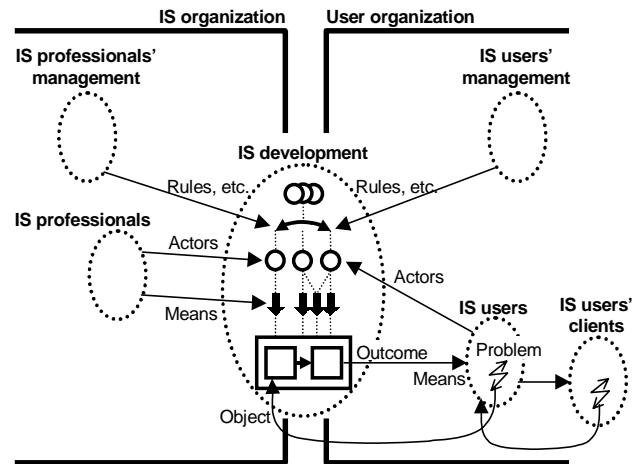 IS organization
User organization
IS professionals'
management
IS users'
management
IS development
Rules, etc.
Rules, etc.
IS professionals
Actors
Actors
Means
IS users
IS users'
clients
Problem
Outcome
Means
Object